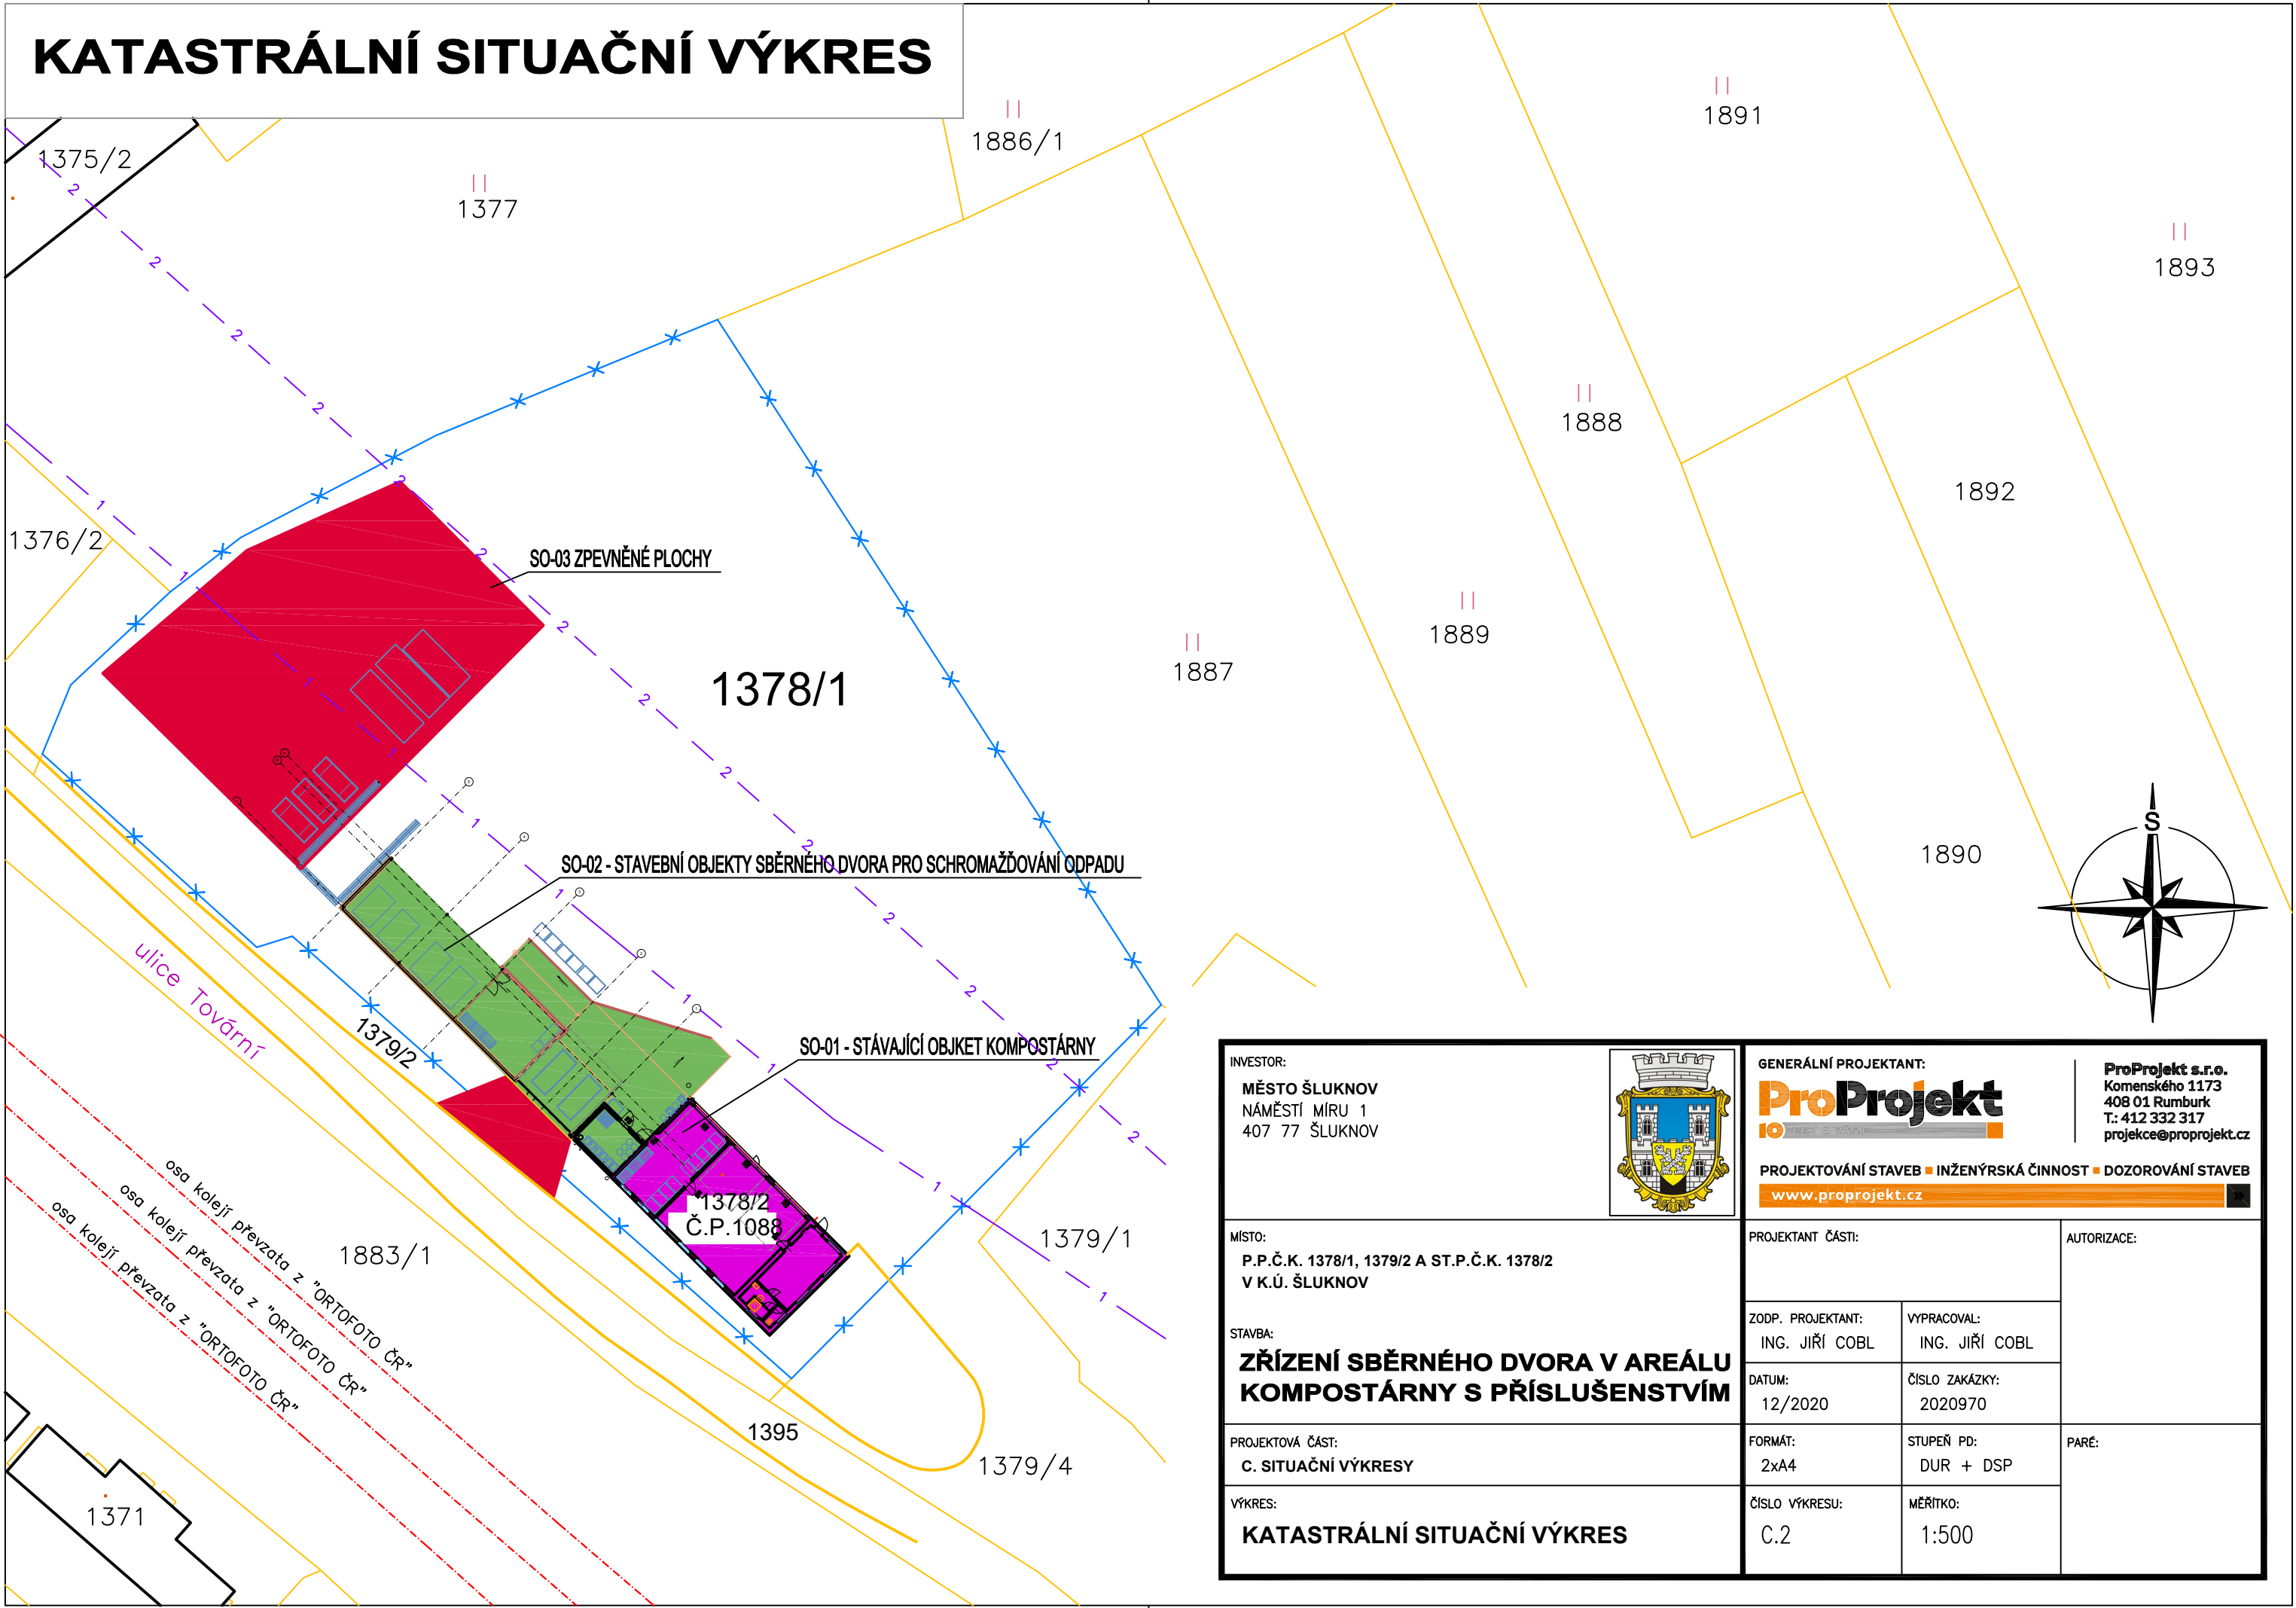 KATASTRÁLNÍ SITUAČNÍ VÝKRES
1375/2
1377
1886/1
1891
1893
1376/2
SO-03 ZPEVNĚNÉ PLOCHY
1378/1
1887
1888
1889
1892
1890
S
SO-02 - STAVEBNÍ OBJEKTY SBĚRNÉHO DVORA PRO SCHROMAŽĎOVÁNÍ ODPADU
SO-01 - STÁVAJÍCÍ OBJKET KOMPOSTÁRNY
ulice Tovární
1379/2
1378/2
Č.P.1088
1379/1
1883/1
osa kolejí převzata z "ORTOFOTO ČR"
osa kolejí převzata z "ORTOFOTO ČR"
osa kolejí převzata z "ORTOFOTO ČR"
1395
1379/4
1371
INVESTOR:
MĚSTO ŠLUKNOV
NÁMĚSTÍ MÍRU 1
407 77 ŠLUKNOV
GENERÁLNÍ PROJEKTANT:
ProProjekt
10
ProProjekt s.r.o.
Komenského 1173
408 01 Rumburk
T.: 412 332 317
projekce@proprojekt.cz
PROJEKTOVÁNÍ STAVEB ▪ INŽENÝRSKÁ ČINNOST ▪ DOZOROVÁNÍ STAVEB
www.proprojekt.cz
MÍSTO:
P.P.Č.K. 1378/1, 1379/2 A ST.P.Č.K. 1378/2
V K.Ú. ŠLUKNOV
STAVBA:
ZŘÍZENÍ SBĚRNÉHO DVORA V AREÁLU
KOMPOSTÁRNY S PŘÍSLUŠENSTVÍM
PROJEKTOVÁ ČÁST:
C. SITUAČNÍ VÝKRESY
VÝKRES:
KATASTRÁLNÍ SITUAČNÍ VÝKRES
PROJEKTANT ČÁSTI:
AUTORIZACE:
ZODP. PROJEKTANT:
ING. JIŘÍ COBL
VYPRACOVAL:
ING. JIŘÍ COBL
DATUM:
12/2020
ČÍSLO ZAKÁZKY:
2020970
FORMÁT:
2xA4
STUPEŇ PD:
DUR + DSP
PARÉ:
ČÍSLO VÝKRESU:
C.2
MĚŘÍTKO:
1:500